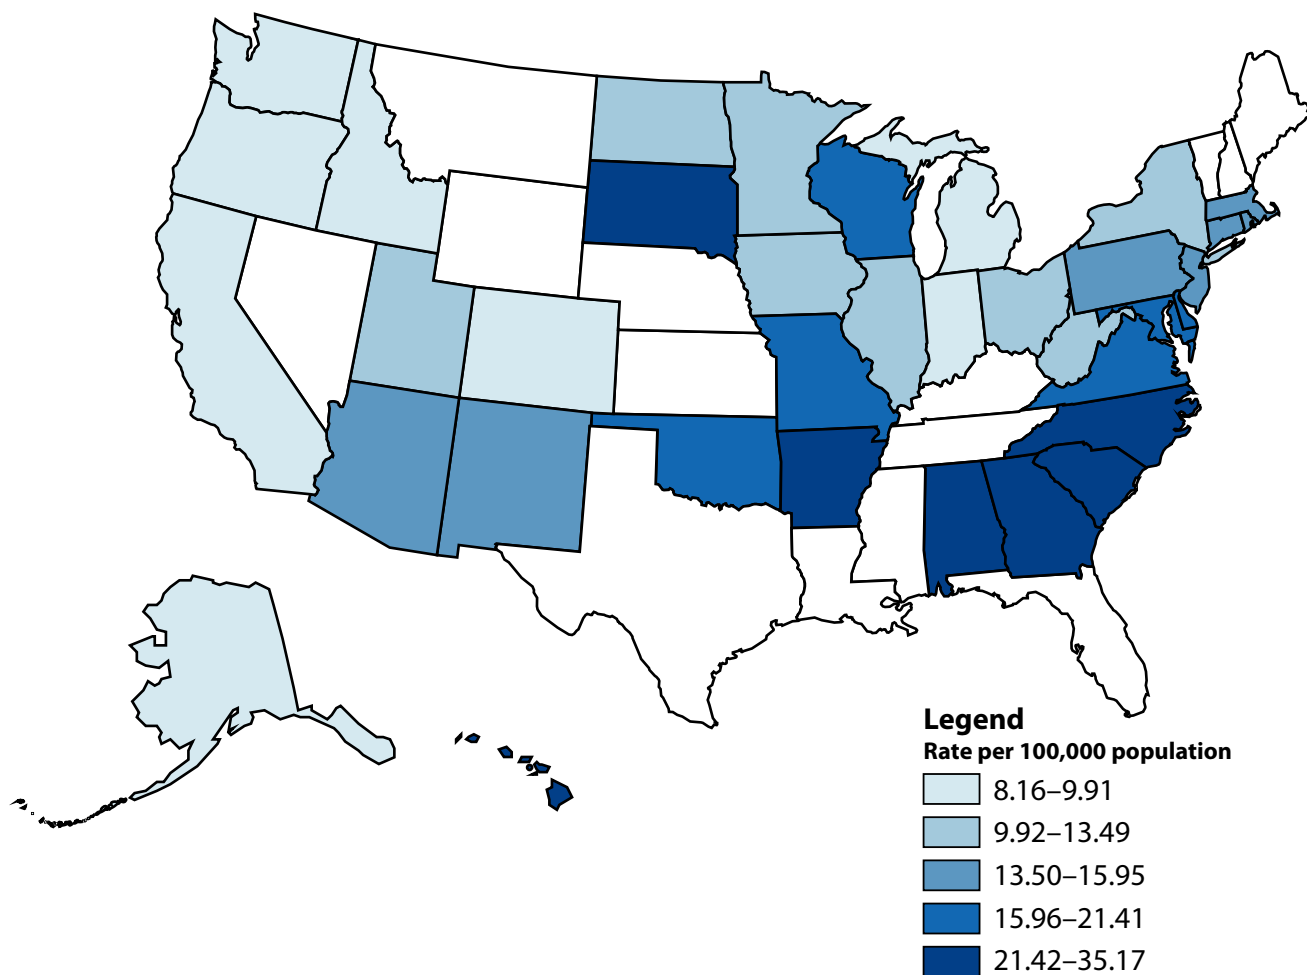 Legend
Rate per 100,000 population
8.16–9.91
9.92–13.49
13.50–15.95
15.96–21.41
21.42–35.17